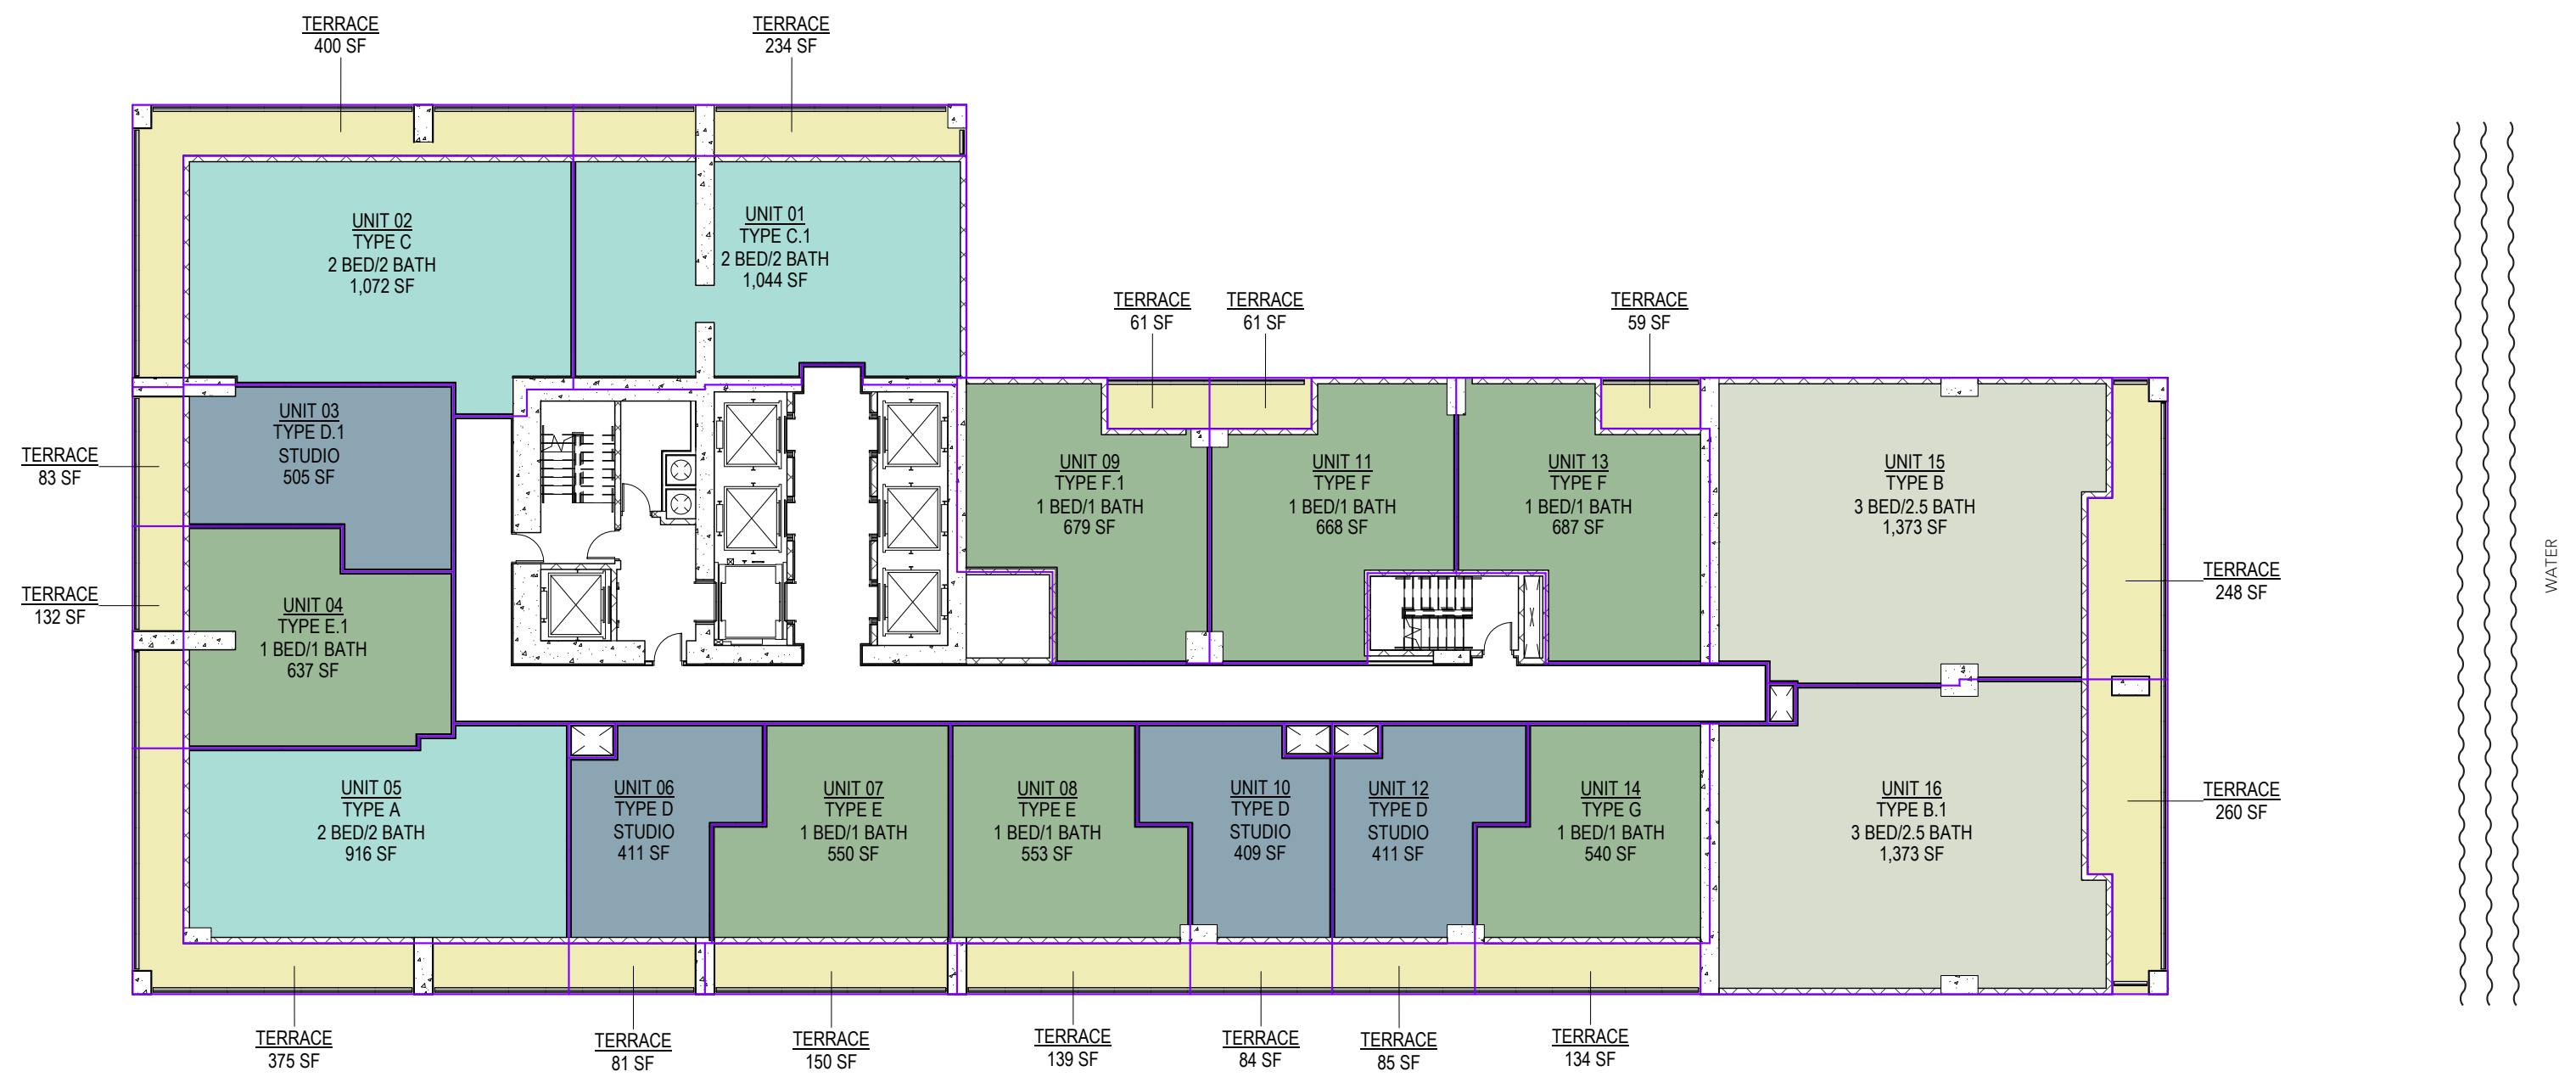 TERRACE
400 SF
TERRACE
234 SF
UNIT 02
TYPE C
2 BED/2 BATH
1,072 SF
UNIT 01
TYPE C.1
2 BED/2 BATH
1,044 SF
TERRACE
61 SF
TERRACE
61 SF
TERRACE
59 SF
UNIT 03
TYPE D.1
STUDIO
505 SF
TERRACE
83 SF
UNIT 09
TYPE F.1
1 BED/1 BATH
679 SF
UNIT 11
TYPE F
1 BED/1 BATH
668 SF
UNIT 13
TYPE F
1 BED/1 BATH
687 SF
UNIT 15
TYPE B
3 BED/2.5 BATH
1,373 SF
WATER
TERRACE
248 SF
TERRACE
132 SF
UNIT 04
TYPE E.1
1 BED/1 BATH
637 SF
UNIT 05
TYPE A
2 BED/2 BATH
916 SF
UNIT 06
TYPE D
STUDIO
411 SF
UNIT 07
TYPE E
1 BED/1 BATH
550 SF
UNIT 08
TYPE E
1 BED/1 BATH
553 SF
UNIT 10
TYPE D
STUDIO
409 SF
UNIT 12
TYPE D
STUDIO
411 SF
UNIT 14
TYPE G
1 BED/1 BATH
540 SF
UNIT 16
TYPE B.1
3 BED/2.5 BATH
1,373 SF
TERRACE
260 SF
TERRACE
375 SF
TERRACE
81 SF
TERRACE
150 SF
TERRACE
139 SF
TERRACE
84 SF
TERRACE
85 SF
TERRACE
134 SF